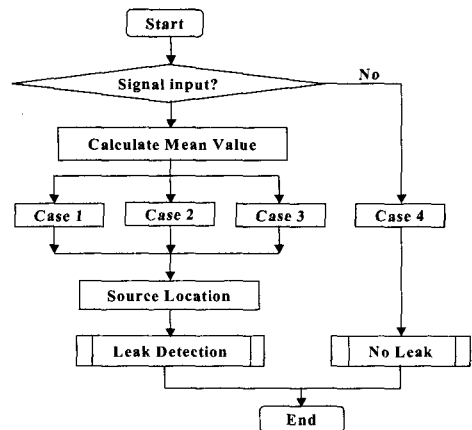 Start
Signal input?
No
Calculate Mean Value
Case 1
Case 2
Case 3
Case 4
Source Location
Leak Detection
No Leak
End